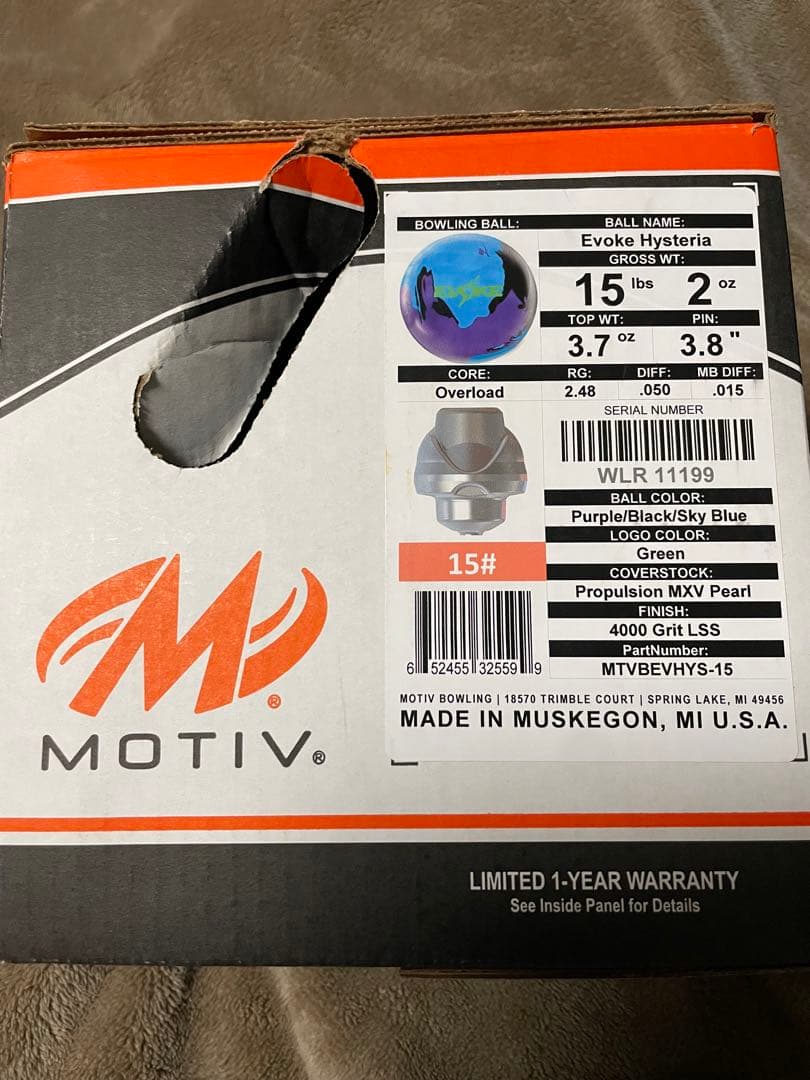 BOWLING BALL:
EVOKE
BALL NAME:
Evoke Hysteria
GROSS WT:
15 lbs 2 oz
TOP WT: PIN:
3.7 oz 3.8 "
CORE: RG: DIFF: MB DIFF:
Overload 2.48 .050 .015
SERIAL NUMBER
WLR 11199
BALL COLOR:
Purple/Black/Sky Blue
LOGO COLOR:
Green
COVERSTOCK:
Propulsion MXV Pearl
FINISH:
4000 Grit LSS
PartNumber:
MTVBEVHYS-15
15#
6 52455 32559 9
MOTIV BOWLING | 18570 TRIMBLE COURT | SPRING LAKE, MI 49456
MADE IN MUSKEGON, MI U.S.A.
M®
MOTIV®
LIMITED 1-YEAR WARRANTY
See Inside Panel for Details